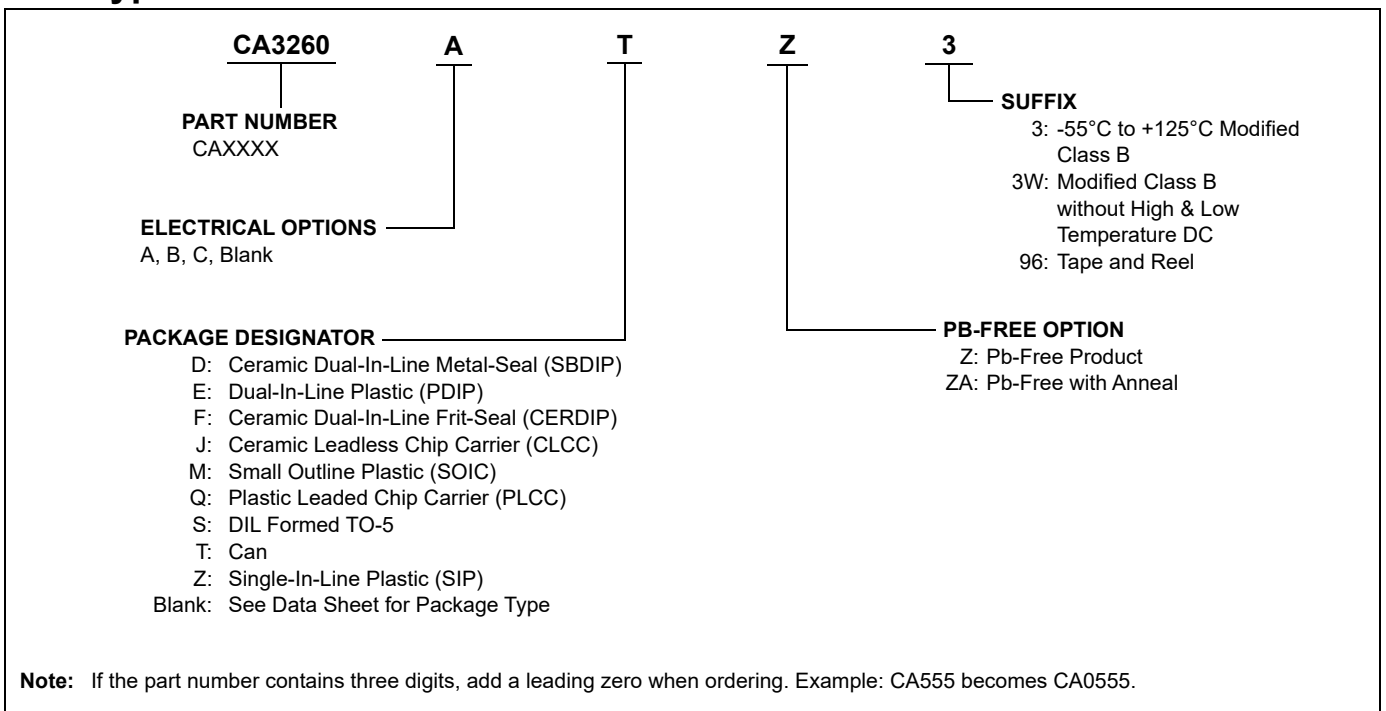 CA3260 A T Z 3
PART NUMBER
CAXXXX
ELECTRICAL OPTIONS
A, B, C, Blank
PACKAGE DESIGNATOR
D: Ceramic Dual-In-Line Metal-Seal (SBDIP)
E: Dual-In-Line Plastic (PDIP)
F: Ceramic Dual-In-Line Frit-Seal (CERDIP)
J: Ceramic Leadless Chip Carrier (CLCC)
M: Small Outline Plastic (SOIC)
Q: Plastic Leaded Chip Carrier (PLCC)
S: DIL Formed TO-5
T: Can
Z: Single-In-Line Plastic (SIP)
Blank: See Data Sheet for Package Type
SUFFIX
3: -55°C to +125°C Modified
Class B
3W: Modified Class B
without High & Low
Temperature DC
96: Tape and Reel
PB-FREE OPTION
Z: Pb-Free Product
ZA: Pb-Free with Anneal
Note: If the part number contains three digits, add a leading zero when ordering. Example: CA555 becomes CA0555.